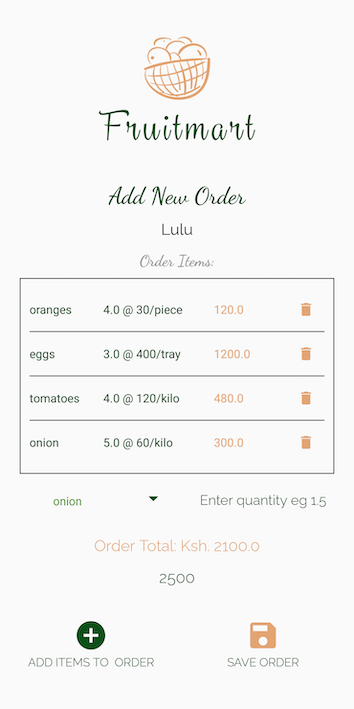 Fruitmart
Add New Order
Lulu
Order Items:
oranges 4.0 @ 30/piece 120.0
eggs 3.0 @ 400/tray 1200.0
tomatoes 4.0 @ 120/kilo 480.0
onion 5.0 @ 60/kilo 300.0
onion Enter quantity eg 1.5
Order Total: Ksh. 2100.0
2500
ADD ITEMS TO ORDER SAVE ORDER